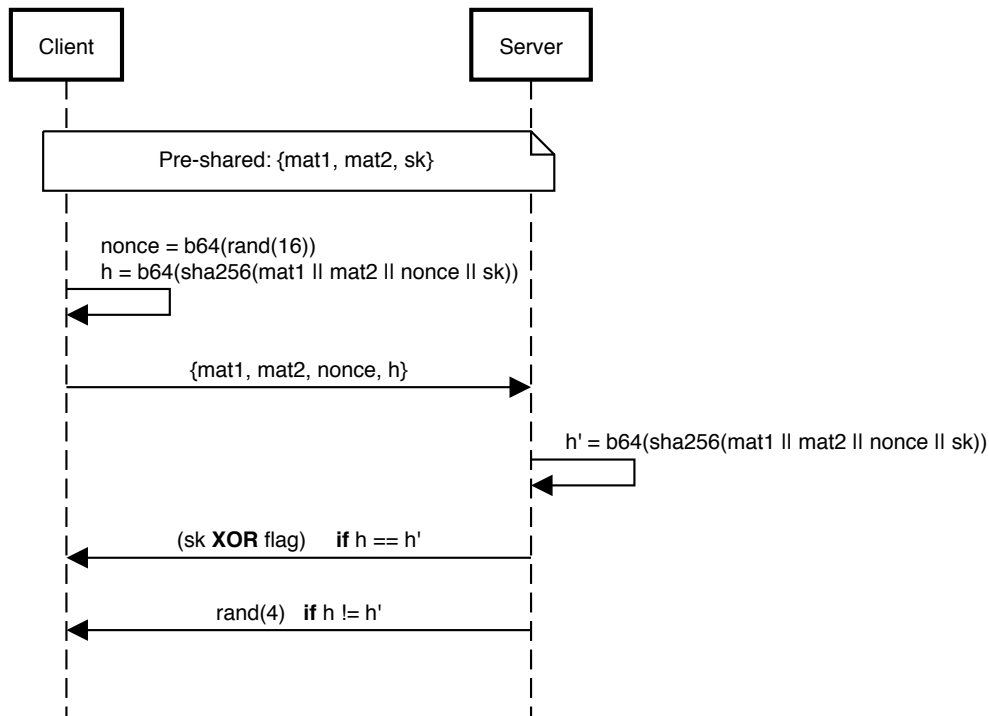 Client
Server
Pre-shared: {mat1, mat2, sk}
nonce = b64(rand(16))
h = b64(sha256(mat1 || mat2 || nonce || sk))
{mat1, mat2, nonce, h}
h' = b64(sha256(mat1 || mat2 || nonce || sk))
(sk XOR flag) if h == h'
rand(4) if h != h'